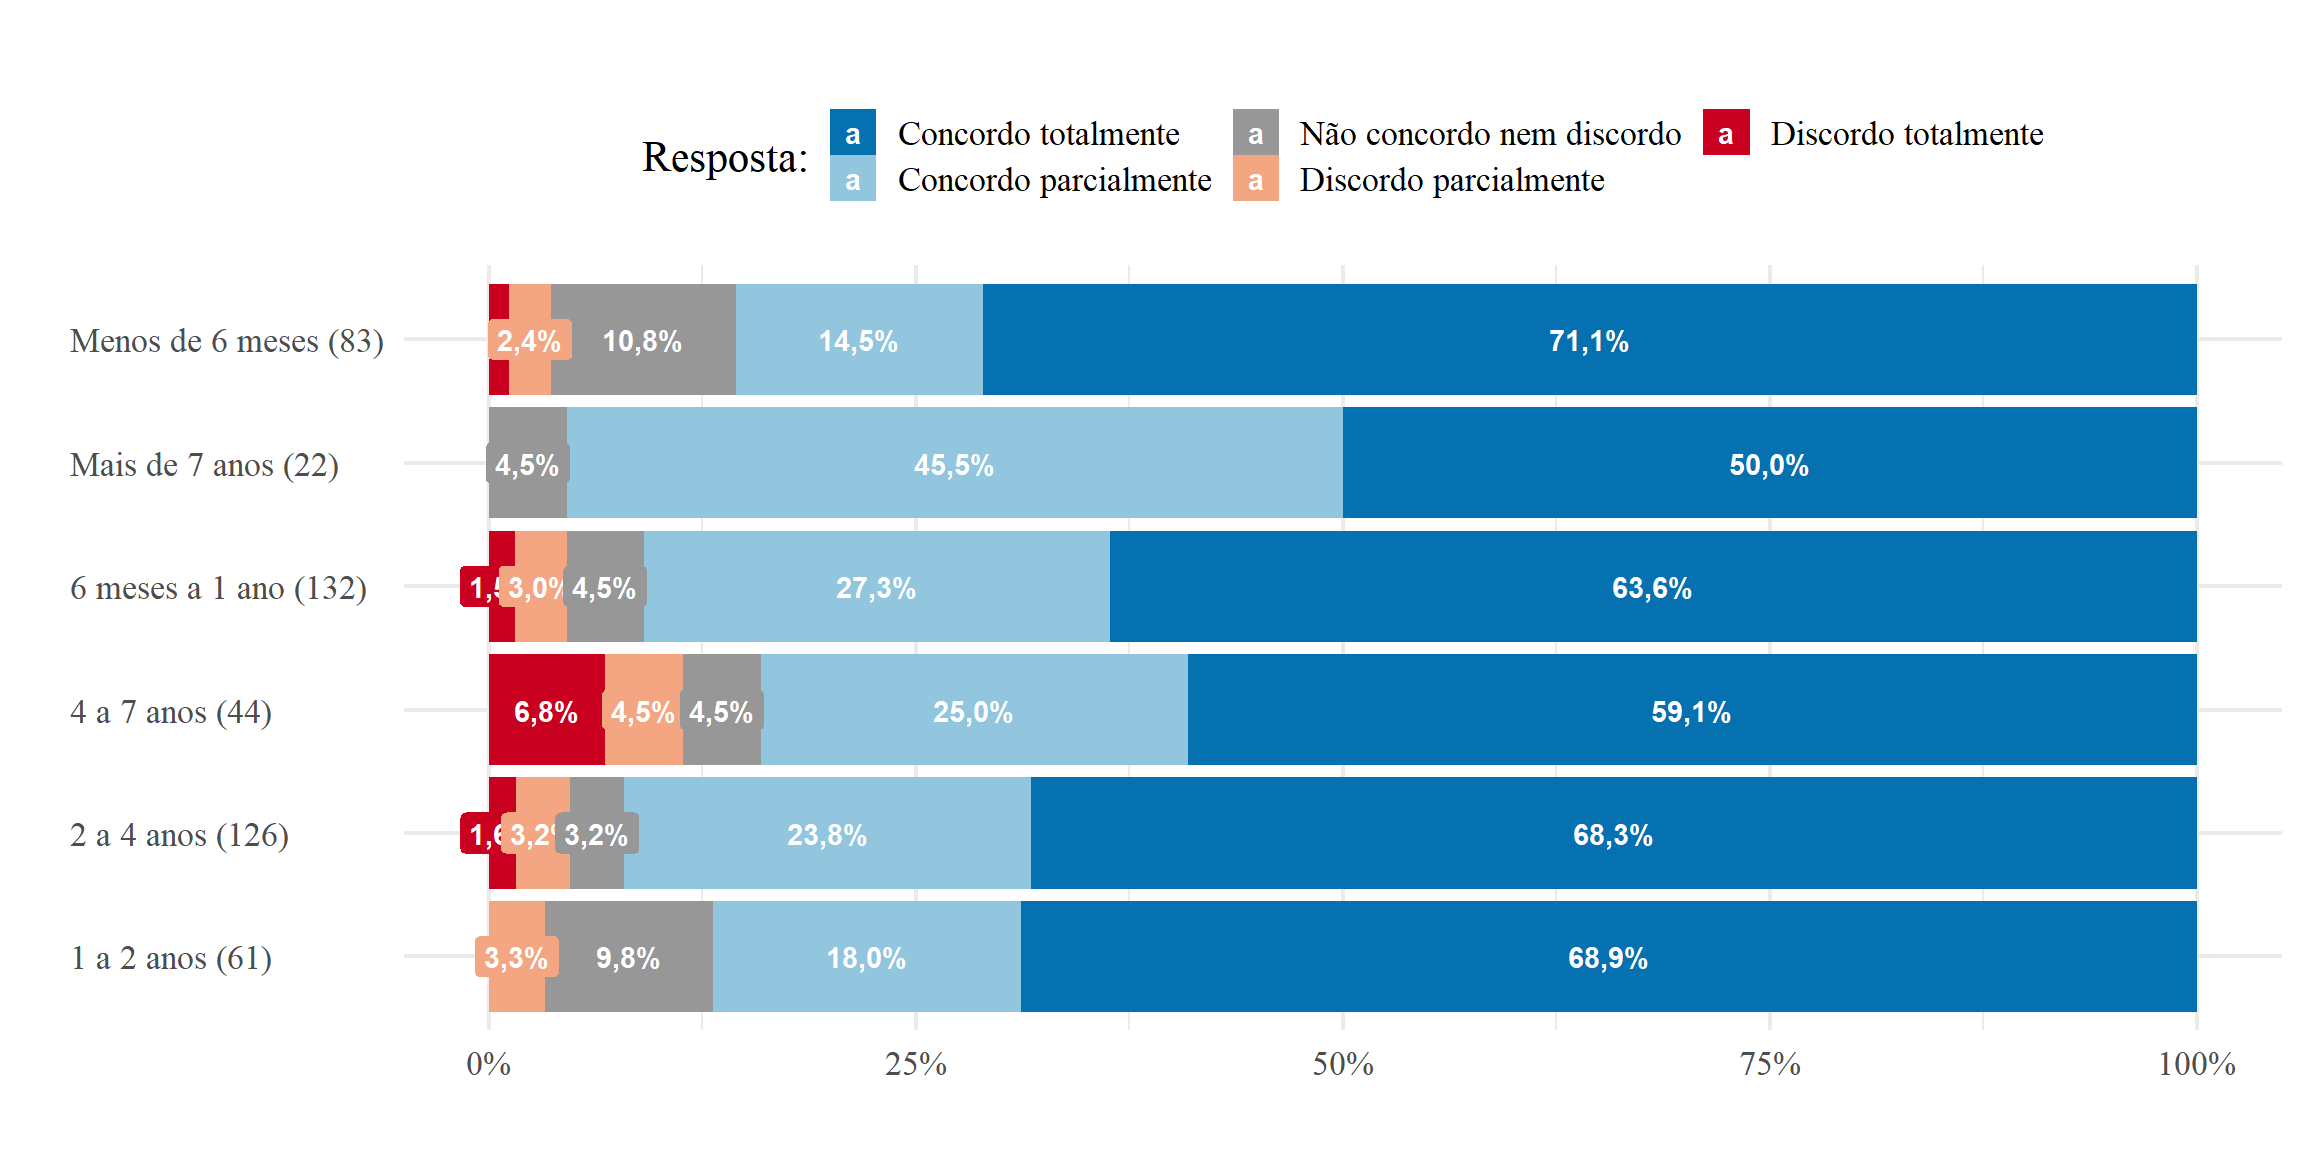 Resposta:
a Concordo totalmente a Não concordo nem discordo a Discordo totalmente
a Concordo parcialmente a Discordo parcialmente
Menos de 6 meses (83) 2,4% 10,8% 14,5% 71,1%
Mais de 7 anos (22) 4,5% 45,5% 50,0%
6 meses a 1 ano (132) 3,0% 4,5% 27,3% 63,6%
4 a 7 anos (44) 6,8% 4,5% 4,5% 25,0% 59,1%
2 a 4 anos (126) 3,2% 3,2% 23,8% 68,3%
1 a 2 anos (61) 3,3% 9,8% 18,0% 68,9%
0% 25% 50% 75% 100%